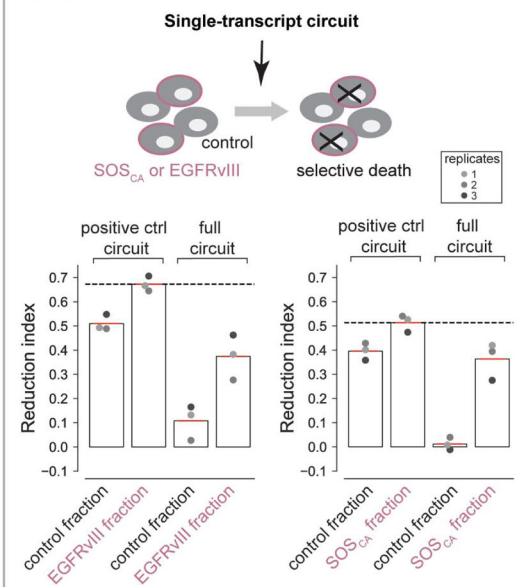 Single-transcript circuit
control
SOSCA or EGFRvIII
selective death
replicates
1
2
3
positive ctrl
circuit
full
circuit
Reduction index
0.7
0.6
0.5
0.4
0.3
0.2
0.1
0.0
−0.1
control fraction
EGFRvIII fraction
control fraction
EGFRvIII fraction
positive ctrl
circuit
full
circuit
Reduction index
0.7
0.6
0.5
0.4
0.3
0.2
0.1
0.0
−0.1
control fraction
SOSCA fraction
control fraction
SOSCA fraction